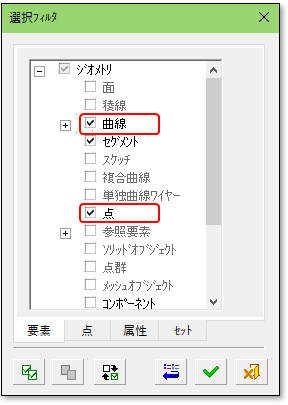 選択フィルタ
ジオメトリ
面
稜線
曲線
セグメント
スケッチ
複合曲線
単独曲線ワイヤー
点
参照要素
ソリッドオブジェクト
点群
メッシュオブジェクト
コンポーネント
要素 点 属性 セット